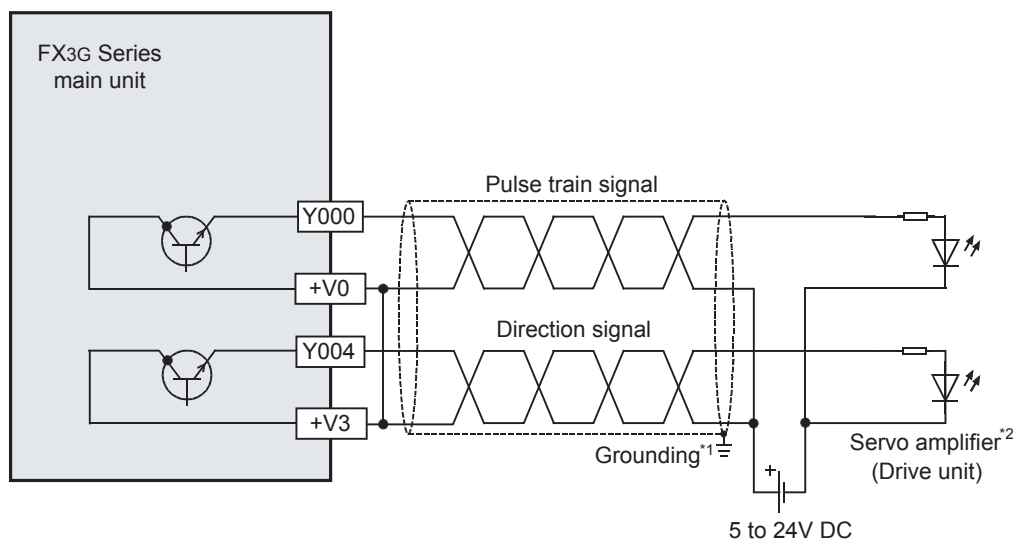 FX3G Series
main unit
Pulse train signal
Y000
+V0
Direction signal
Y004
+V3
Grounding*1
Servo amplifier*2
(Drive unit)
+
5 to 24V DC